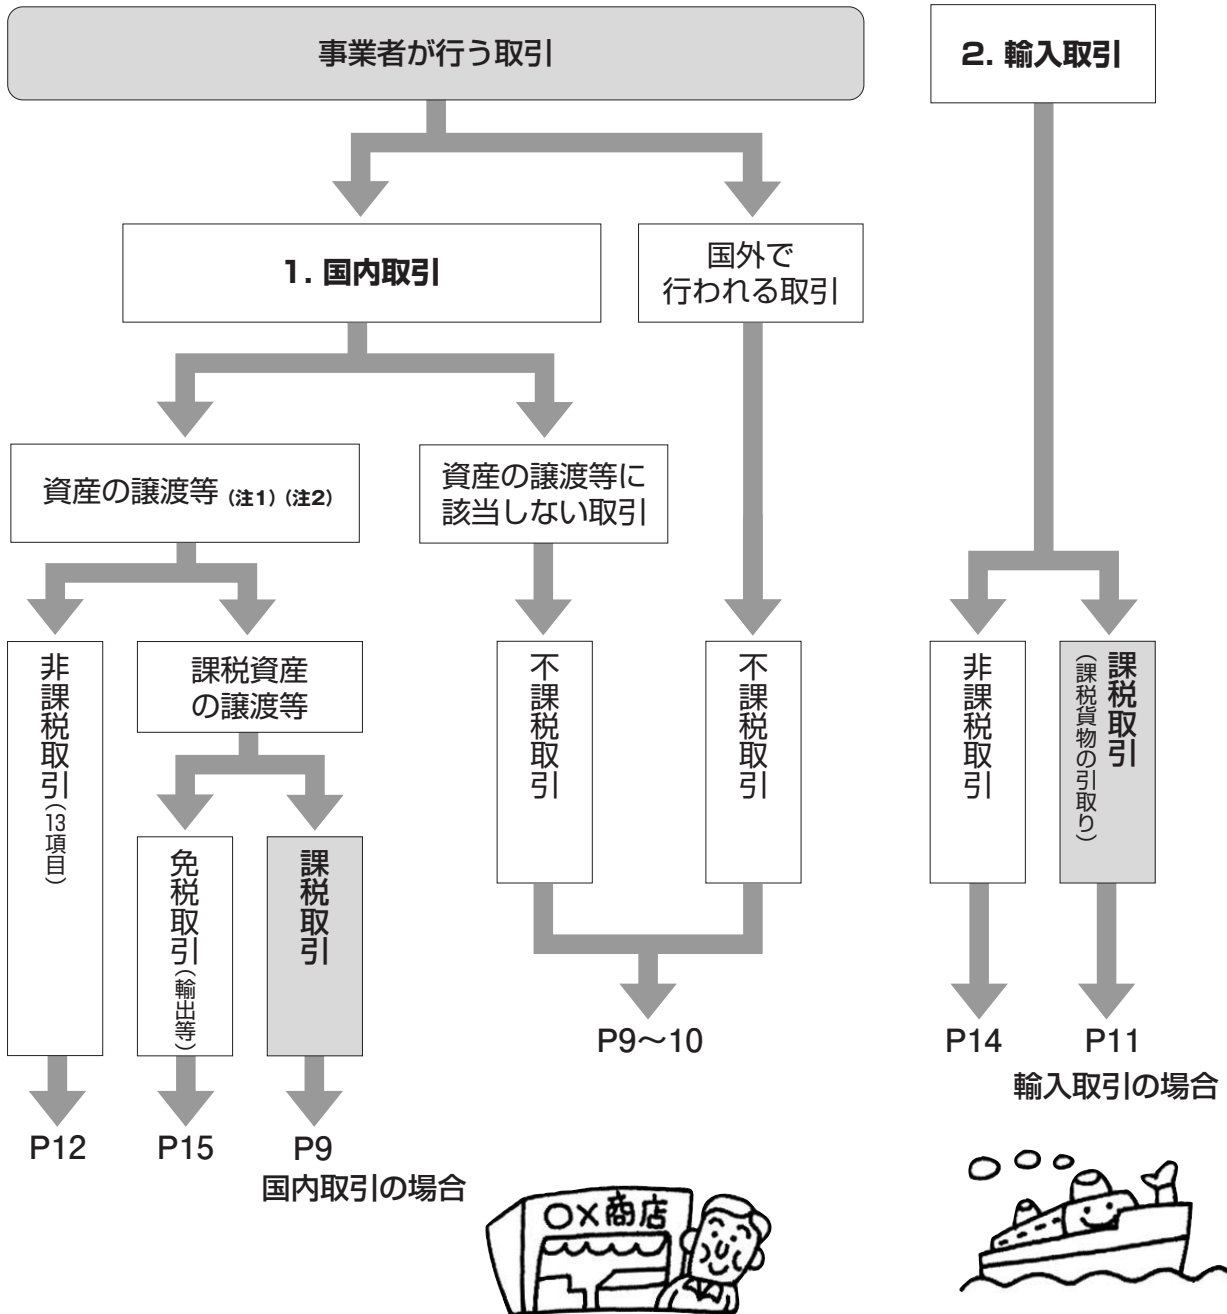 事業者が行う取引
2. 輸入取引
1. 国内取引
国外で
行われる取引
資産の譲渡等 (注1) (注2)
資産の譲渡等に
該当しない取引
非課税取引(13項目)
課税資産
の譲渡等
不課税取引
不課税取引
非課税取引
課税取引
(課税貨物の引取り)
免税取引(輸出等)
課税取引
P9〜10
P14
P11
輸入取引の場合
P12
P15
P9
国内取引の場合
○×商店